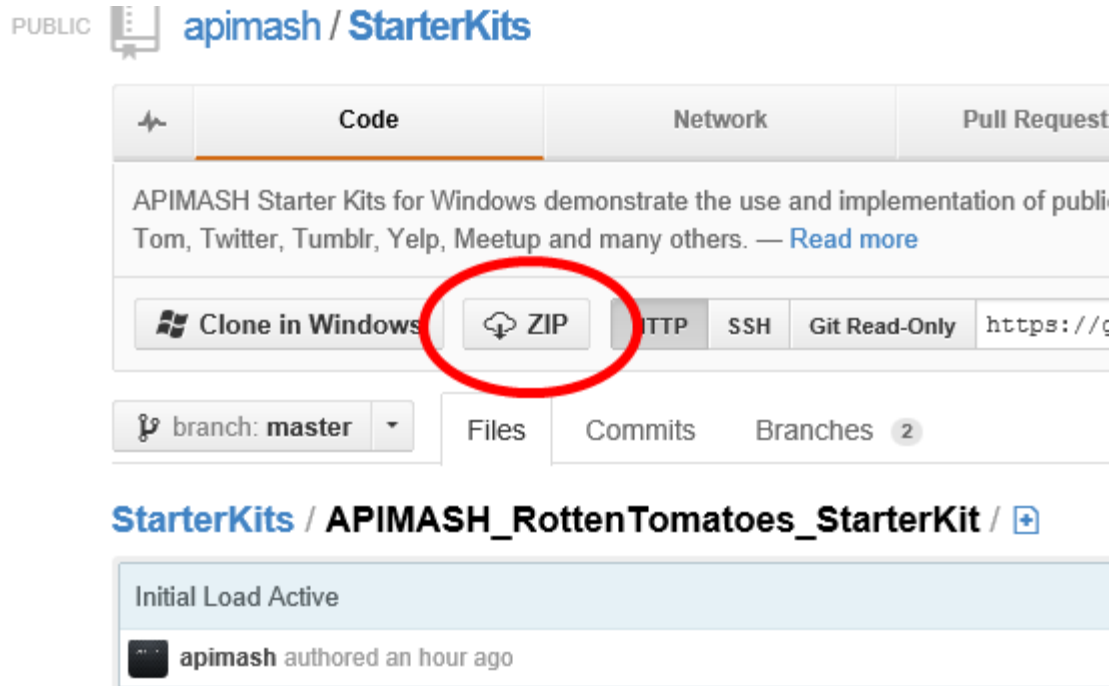 PUBLIC apimash / StarterKits
Code Network Pull Request
APIMASH Starter Kits for Windows demonstrate the use and implementation of publi
Tom, Twitter, Tumblr, Yelp, Meetup and many others. — Read more
Clone in Windows ZIP HTTP SSH Git Read-Only https://g
branch: master Files Commits Branches 2
StarterKits / APIMASH_RottenTomatoes_StarterKit /
Initial Load Active
apimash authored an hour ago